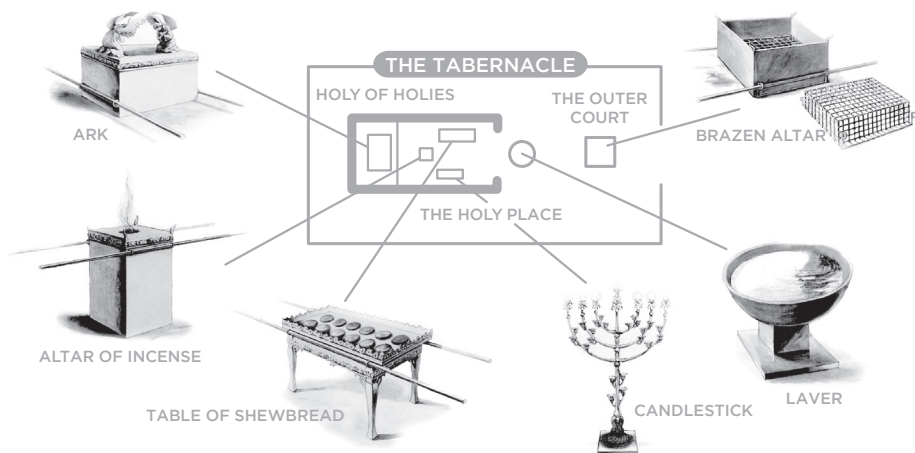 THE TABERNACLE
HOLY OF HOLIES
THE OUTER
COURT
ARK
BRAZEN ALTAR
THE HOLY PLACE
ALTAR OF INCENSE
TABLE OF SHEWBREAD
CANDLESTICK
LAVER